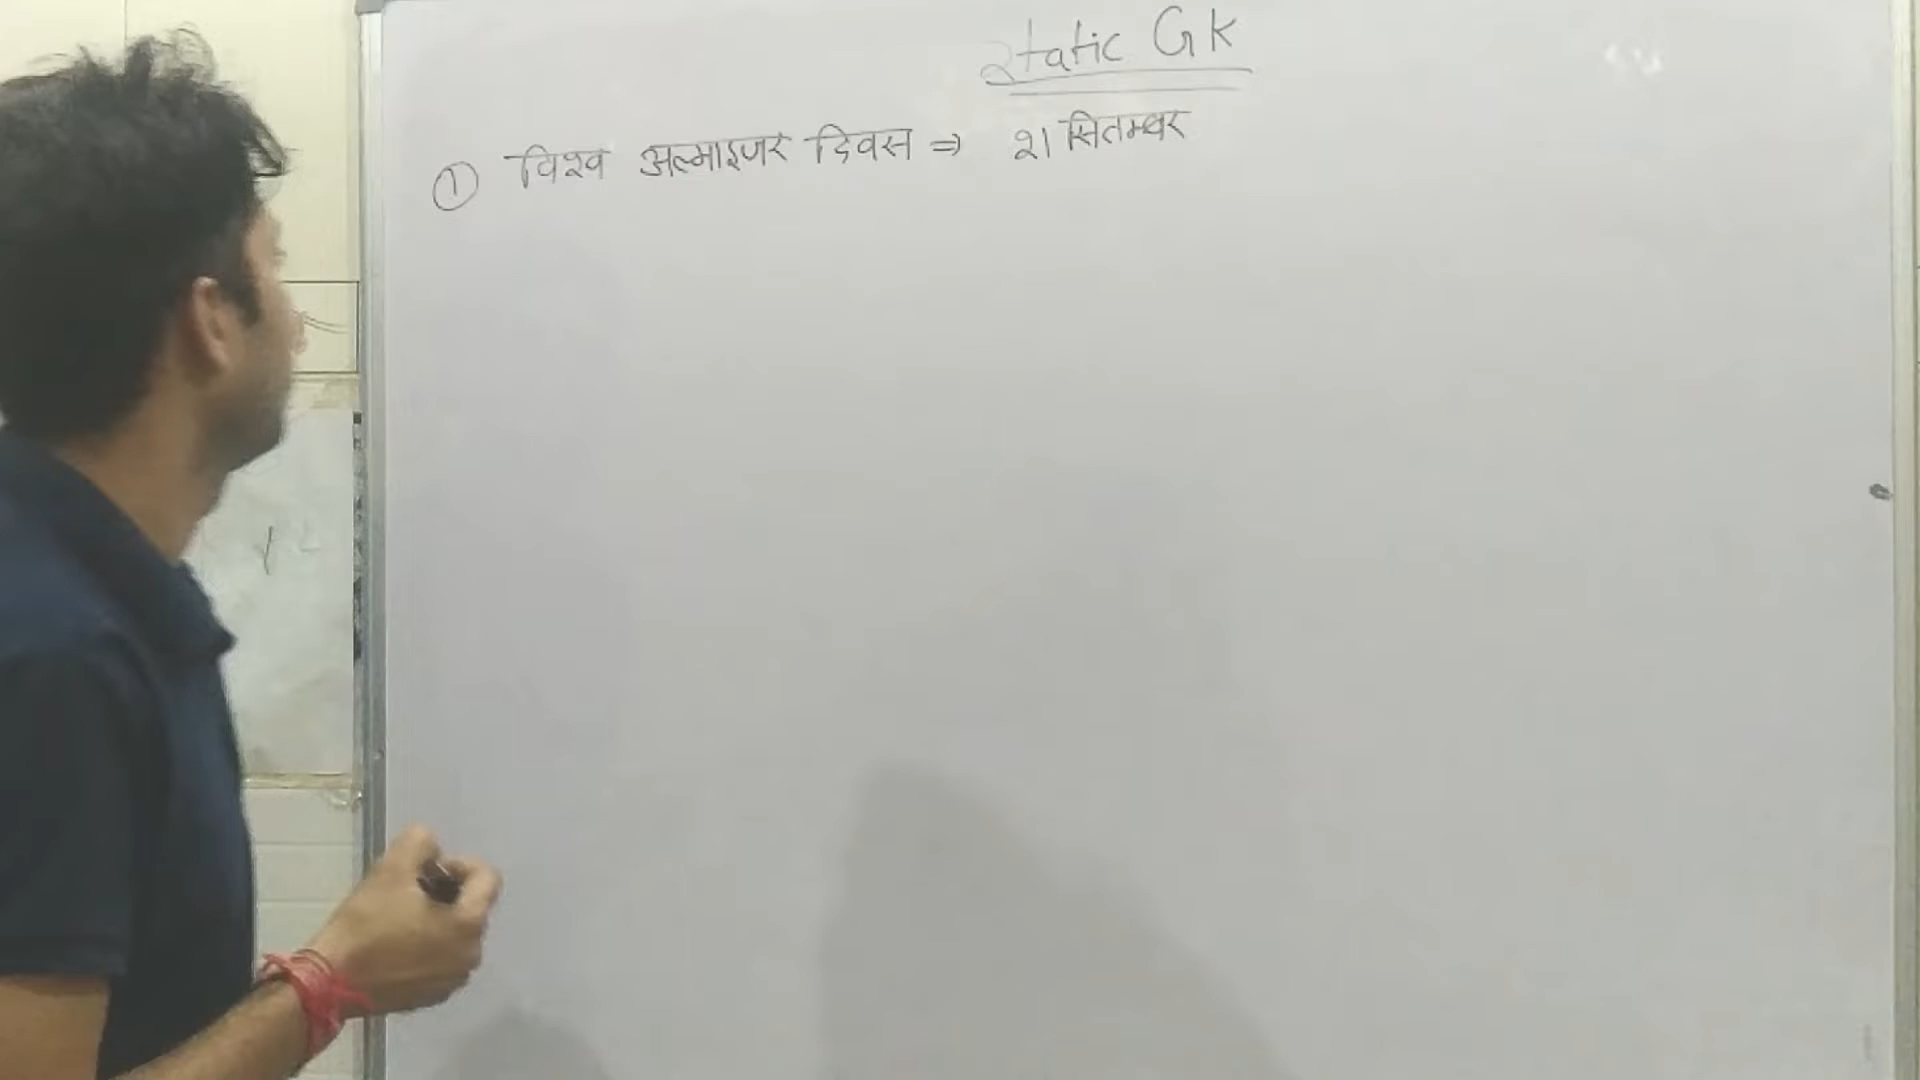 Static GK
① विश्व अल्माइजर दिवस ⇒ 21 सितम्बर